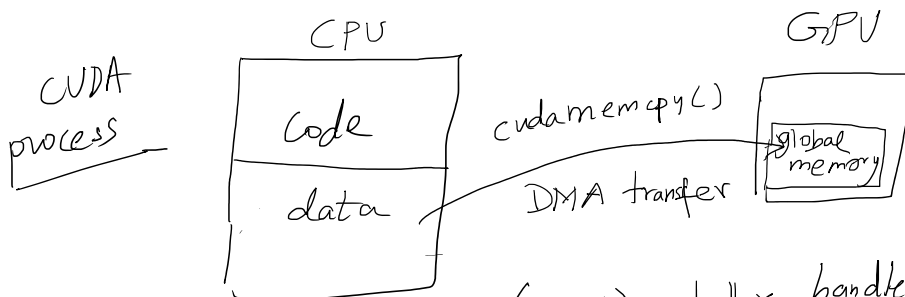 CPU
GPU
CUDA
process
code
data
cudamemcpy()
DMA transfer
global
memory
handle